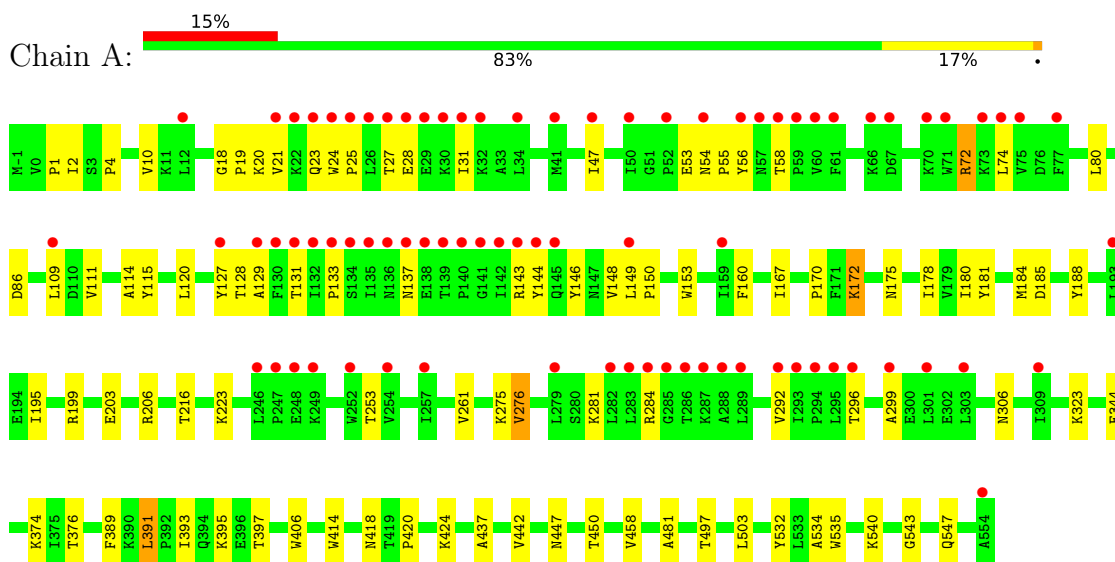 15%
Chain A:
83% 17% •
M-1 V0 P1 I2 S3 P4 V10 K11 L12 G18 P19 K20 V21 K22 Q23 W24 P25 L26 T27 E28 E29 K30 I31 K32 A33 L34 M41 I47 I50 G51 P52 E53 N54 P55 Y56 N57 T58 P59 V60 F61 K66 D67 K70 W71 R72 K73 L74 V75 D76 F77 L80
D86 L109 D110 V111 A114 Y115 L120 Y127 T128 A129 F130 T131 I132 P133 S134 I135 N136 N137 E138 T139 P140 G141 I142 R143 Y144 Q145 Y146 N147 V148 L149 P150 W153 I159 F160 I167 P170 F171 K172 N175 I178 V179 I180 Y181 M184 D185 Y188 L193
E194 I195 R199 E203 R206 T216 K223 L246 P247 E248 K249 W252 T253 V254 I257 V261 K275 V276 L279 S280 K281 L282 L283 R284 G285 T286 K287 A288 L289 V292 I293 P294 L295 T296 A299 E300 L301 E302 L303 N306 I309 K323 E344
K374 I375 T376 F389 K390 L391 P392 I393 Q394 K395 E396 T397 W406 W414 N418 T419 P420 K424 A437 V442 N447 T450 V458 A481 T497 L503 Y532 L533 A534 W535 K540 G543 Q547 A554